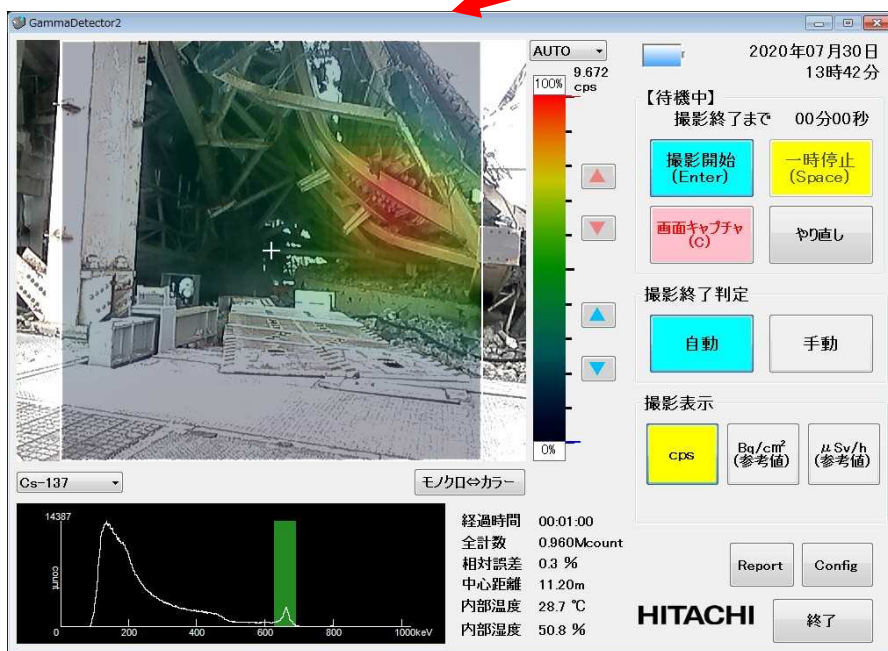 GammaDetector2
AUTO
9.672
cps
100%
0%
2020年07月30日
13時42分
【待機中】
撮影終了まで 00分00秒
撮影開始
(Enter)
一時停止
(Space)
画面キャプチャ
(C)
やり直し
撮影終了判定
自動
手動
撮影表示
cps
Bq/c㎡
(参考値)
μSv/h
(参考値)
Cs-137
モノクロ⇔カラー
14387
count
0 200 400 600 800 1000keV
経過時間 00:01:00
全計数 0.960Mcount
相対誤差 0.3 %
中心距離 11.20m
内部温度 28.7 ℃
内部湿度 50.8 %
Report
Config
HITACHI
終了